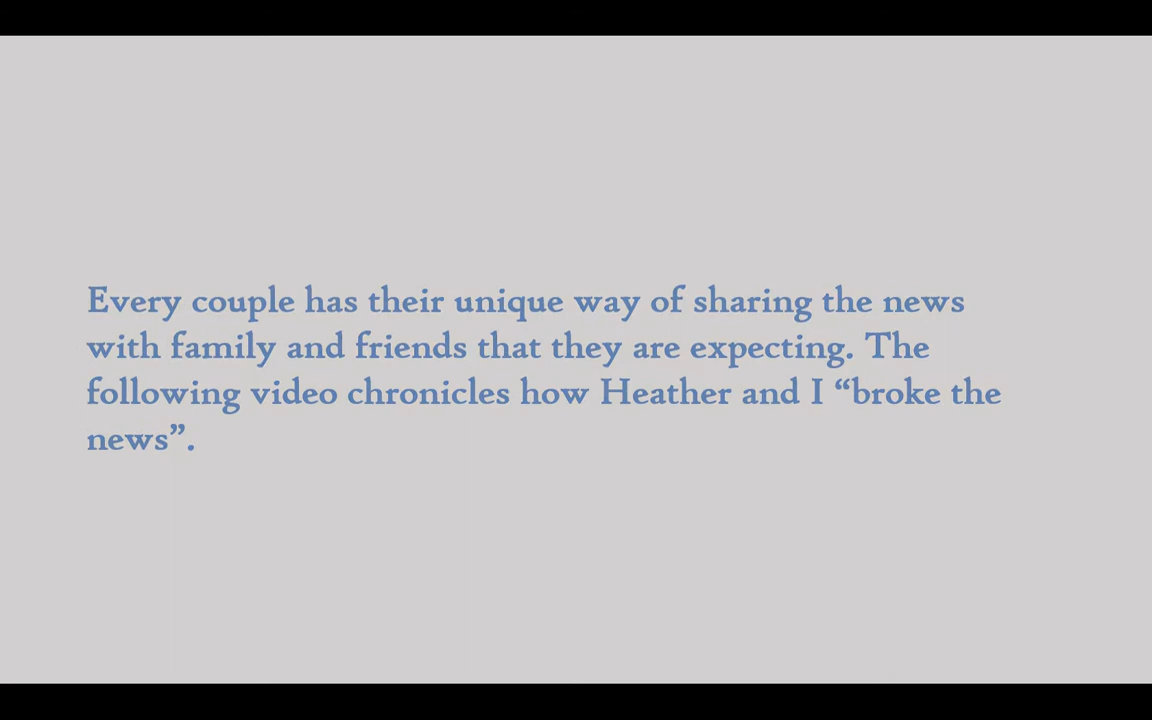 Every couple has their unique way of sharing the news
with family and friends that they are expecting. The
following video chronicles how Heather and I “broke the
news”.